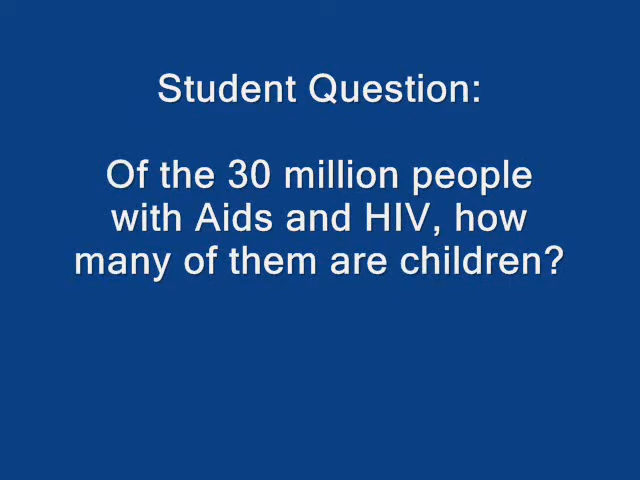 Student Question:
Of the 30 million people
with Aids and HIV, how
many of them are children?